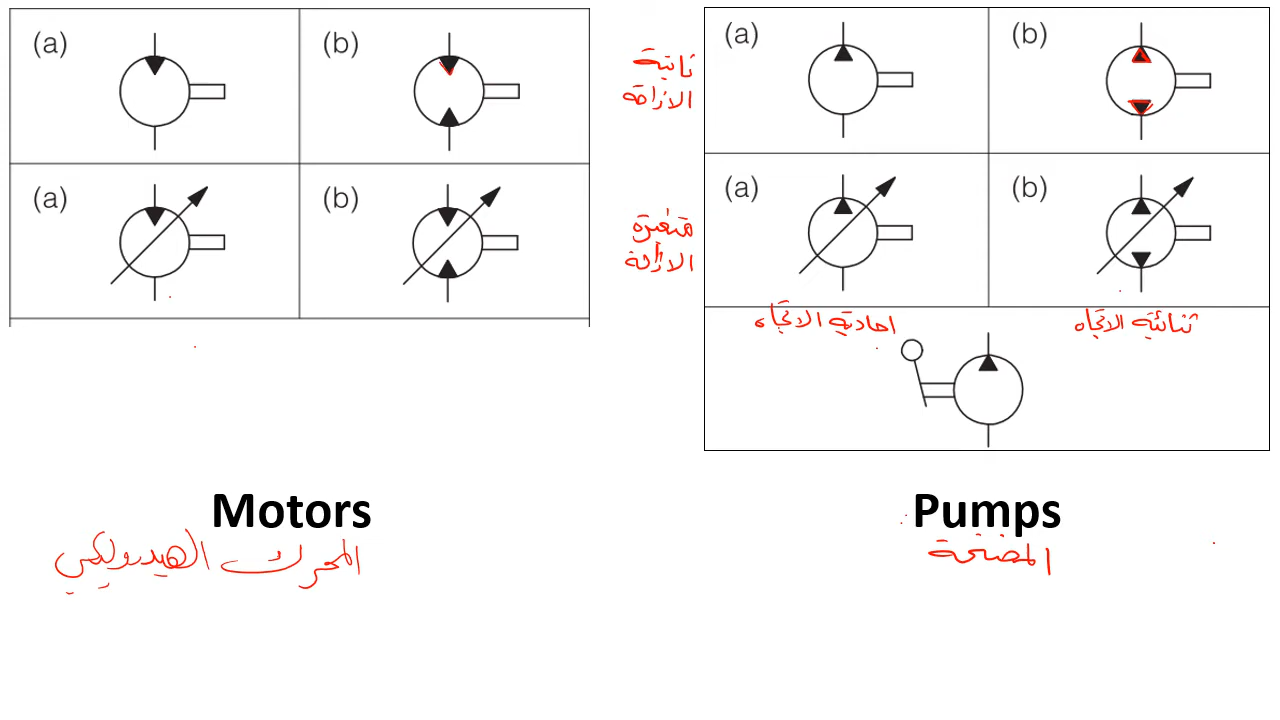 (a)
(b)
(a)
(b)
ثابتة
الازاحة
(a)
(b)
(a)
(b)
متغيرة
الازاحة
احادية الاتجاه
ثنائية الاتجاه
Motors
Pumps
المحرك الهيدروليكي
المضخة